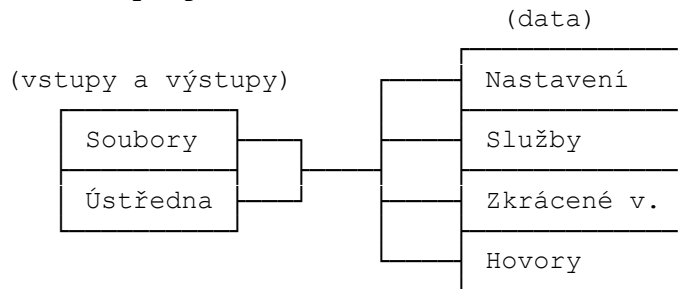 (data)
(vstupy a výstupy)
Nastavení
Soubory
Služby
Ústředna
Zkrácené v.
Hovory